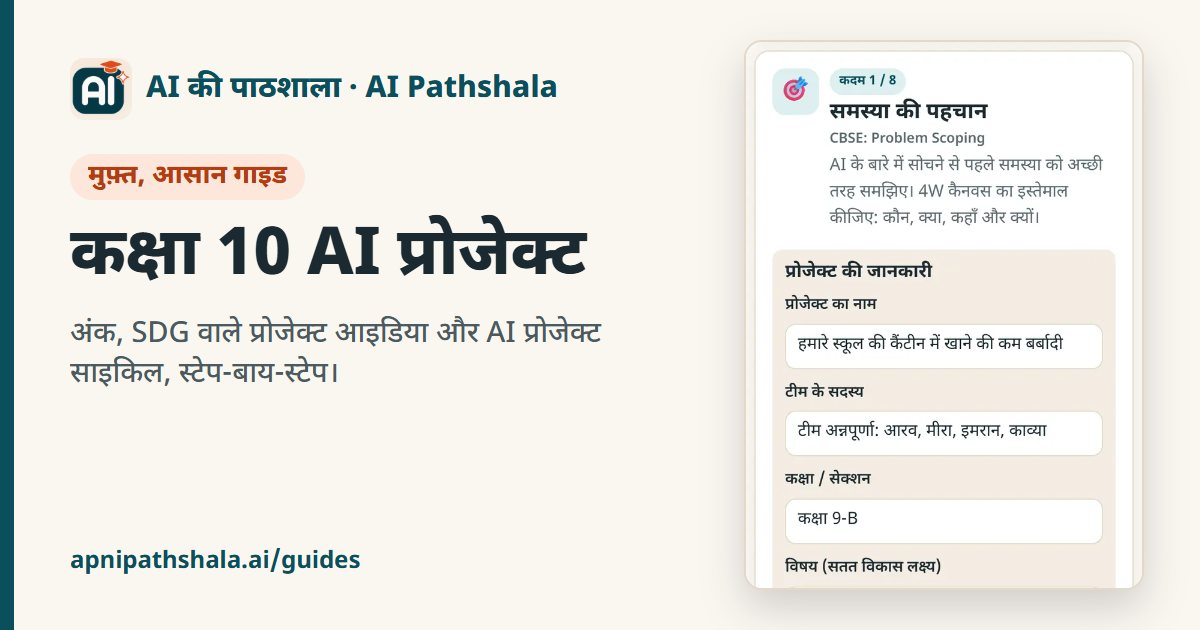 AI
AI की पाठशाला · AI Pathshala
मुफ़्त, आसान गाइड
कक्षा 10 AI प्रोजेक्ट
अंक, SDG वाले प्रोजेक्ट आइडिया और AI प्रोजेक्ट
साइकिल, स्टेप-बाय-स्टेप।
apnipathshala.ai/guides
कदम 1 / 8
समस्या की पहचान
CBSE: Problem Scoping
AI के बारे में सोचने से पहले समस्या को अच्छी
तरह समझिए। 4W कैनवस का इस्तेमाल
कीजिए: कौन, क्या, कहाँ और क्यों।
प्रोजेक्ट की जानकारी
प्रोजेक्ट का नाम
हमारे स्कूल की कैंटीन में खाने की कम बर्बादी
टीम के सदस्य
टीम अन्नपूर्णा: आरव, मीरा, इमरान, काव्या
कक्षा / सेक्शन
कक्षा 9-B
विषय (सतत विकास लक्ष्य)